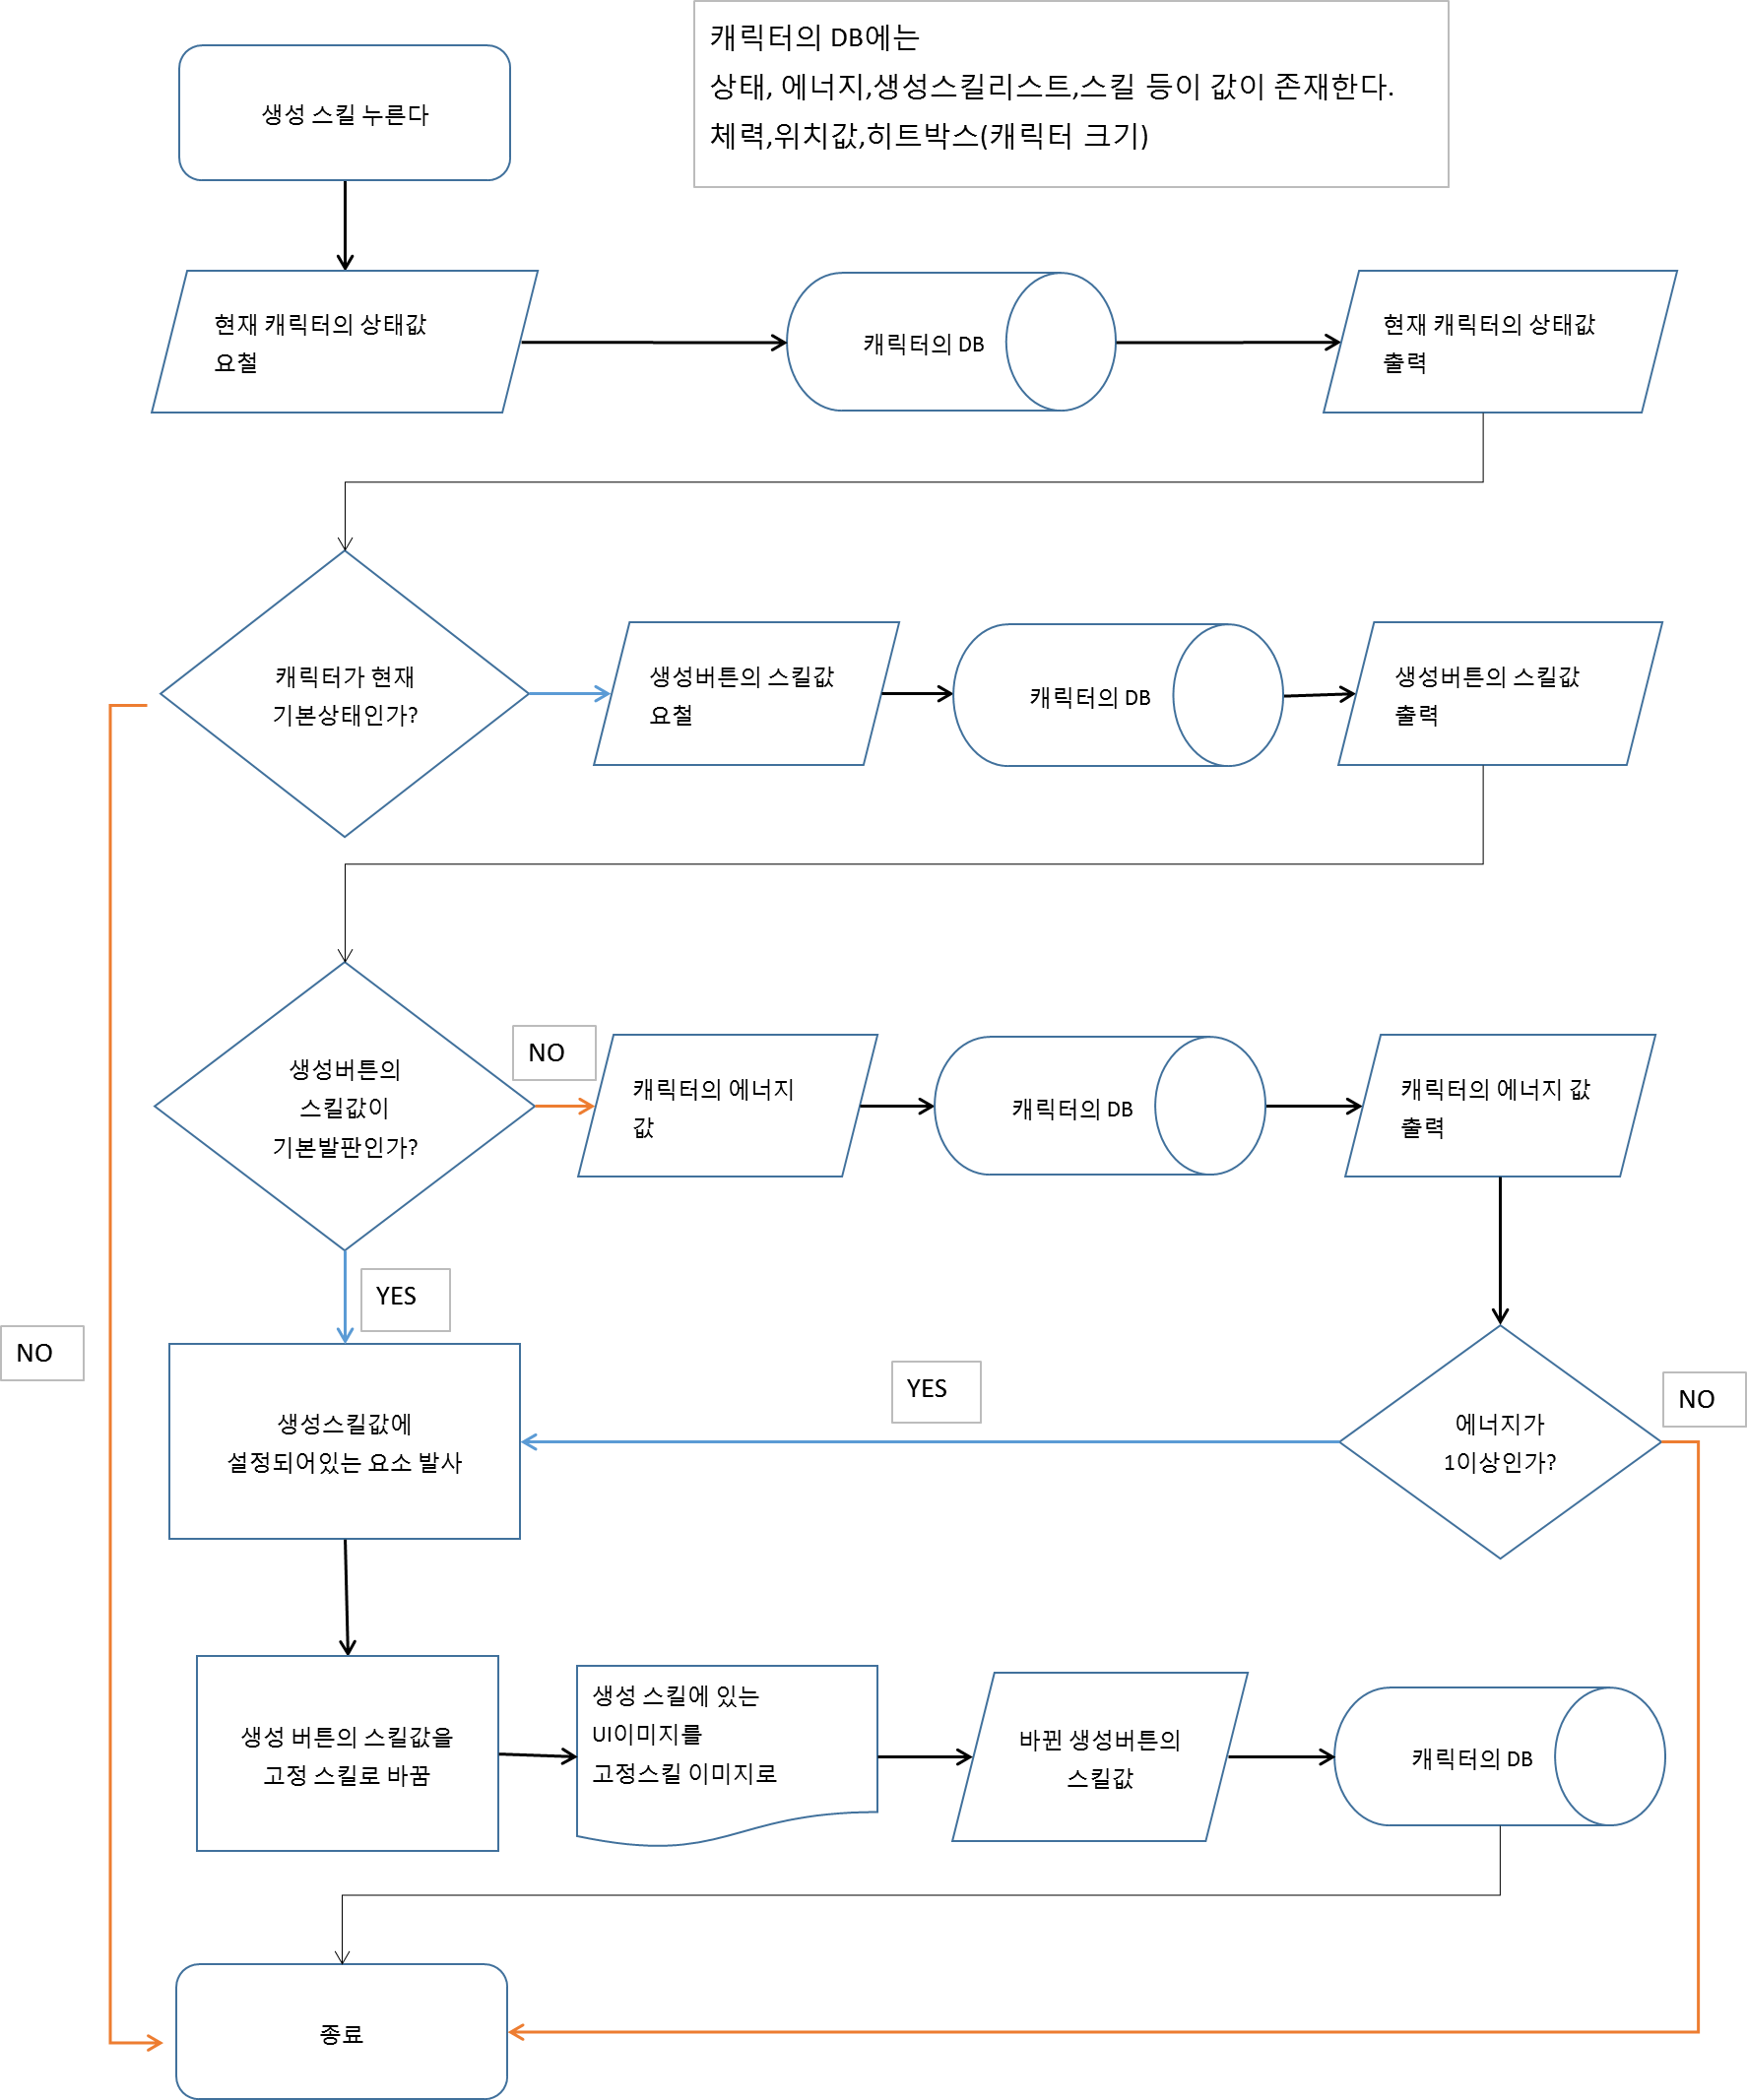 캐릭터의 DB에는
상태, 에너지,생성스킬리스트,스킬 등이 값이 존재한다.
체력,위치값,히트박스(캐릭터 크기)
생성 스킬 누른다
현재 캐릭터의 상태값
요철
캐릭터의 DB
현재 캐릭터의 상태값
출력
캐릭터가 현재
기본상태인가?
생성버튼의 스킬값
요철
캐릭터의 DB
생성버튼의 스킬값
출력
생성버튼의
스킬값이
기본발판인가?
NO
캐릭터의 에너지
값
캐릭터의 DB
캐릭터의 에너지 값
출력
YES
NO
생성스킬값에
설정되어있는 요소 발사
YES
에너지가
1이상인가?
NO
생성 버튼의 스킬값을
고정 스킬로 바꿈
생성 스킬에 있는
UI이미지를
고정스킬 이미지로
바뀐 생성버튼의
스킬값
캐릭터의 DB
종료